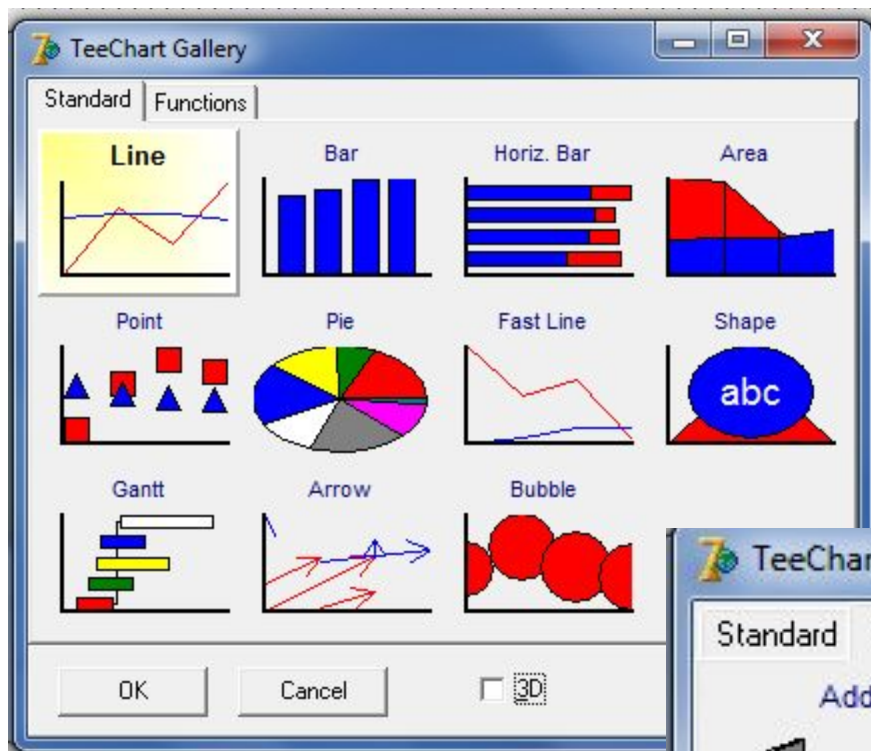 TeeChart Gallery
Standard Functions
Line Bar Horiz. Bar Area
Point Pie Fast Line Shape
abc
Gantt Arrow Bubble
OK Cancel 3D
TeeChar
Standard
Add